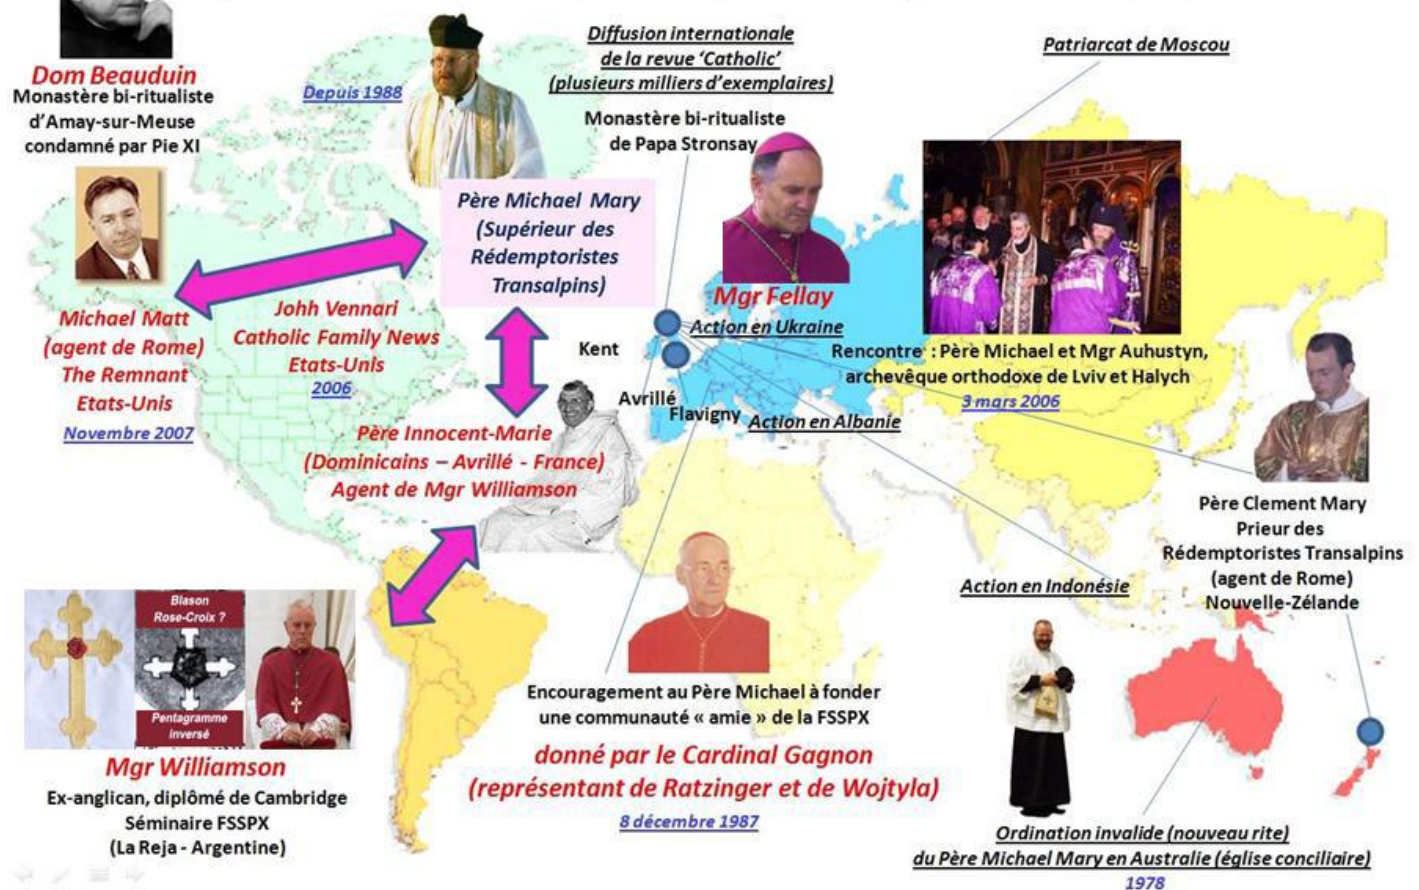 Dom Beauduin
Monastère bi-ritualiste
d'Amay-sur-Meuse
condamné par Pie XI
Depuis 1988
Diffusion internationale
de la revue 'Catholic'
(plusieurs milliers d'exemplaires)
Monastère bi-ritualiste
de Papa Stronsay
Patriarcat de Moscou
Père Michael Mary
(Supérieur des
Rédemptoristes
Transalpins)
Michael Matt
(agent de Rome)
The Remnant
Etats-Unis
Novembre 2007
Johh Vennari
Catholic Family News
Etats-Unis
2006
Mgr Fellay
Action en Ukraine
Kent
Avrillé
Flavigny
Action en Albanie
Rencontre : Père Michael et Mgr Auhustyn,
archevêque orthodoxe de Lviv et Halych
3 mars 2006
Père Innocent-Marie
(Dominicains – Avrillé - France)
Agent de Mgr Williamson
Père Clement Mary
Prieur des
Rédemptoristes Transalpins
(agent de Rome)
Nouvelle-Zélande
Action en Indonésie
Blason
Rose-Croix ?
Pentagramme
inversé
Mgr Williamson
Ex-anglican, diplômé de Cambridge
Séminaire FSSPX
(La Reja - Argentine)
Encouragement au Père Michael à fonder
une communauté « amie » de la FSSPX
donné par le Cardinal Gagnon
(représentant de Ratzinger et de Wojtyla)
8 décembre 1987
Ordination invalide (nouveau rite)
du Père Michael Mary en Australie (église conciliaire)
1978